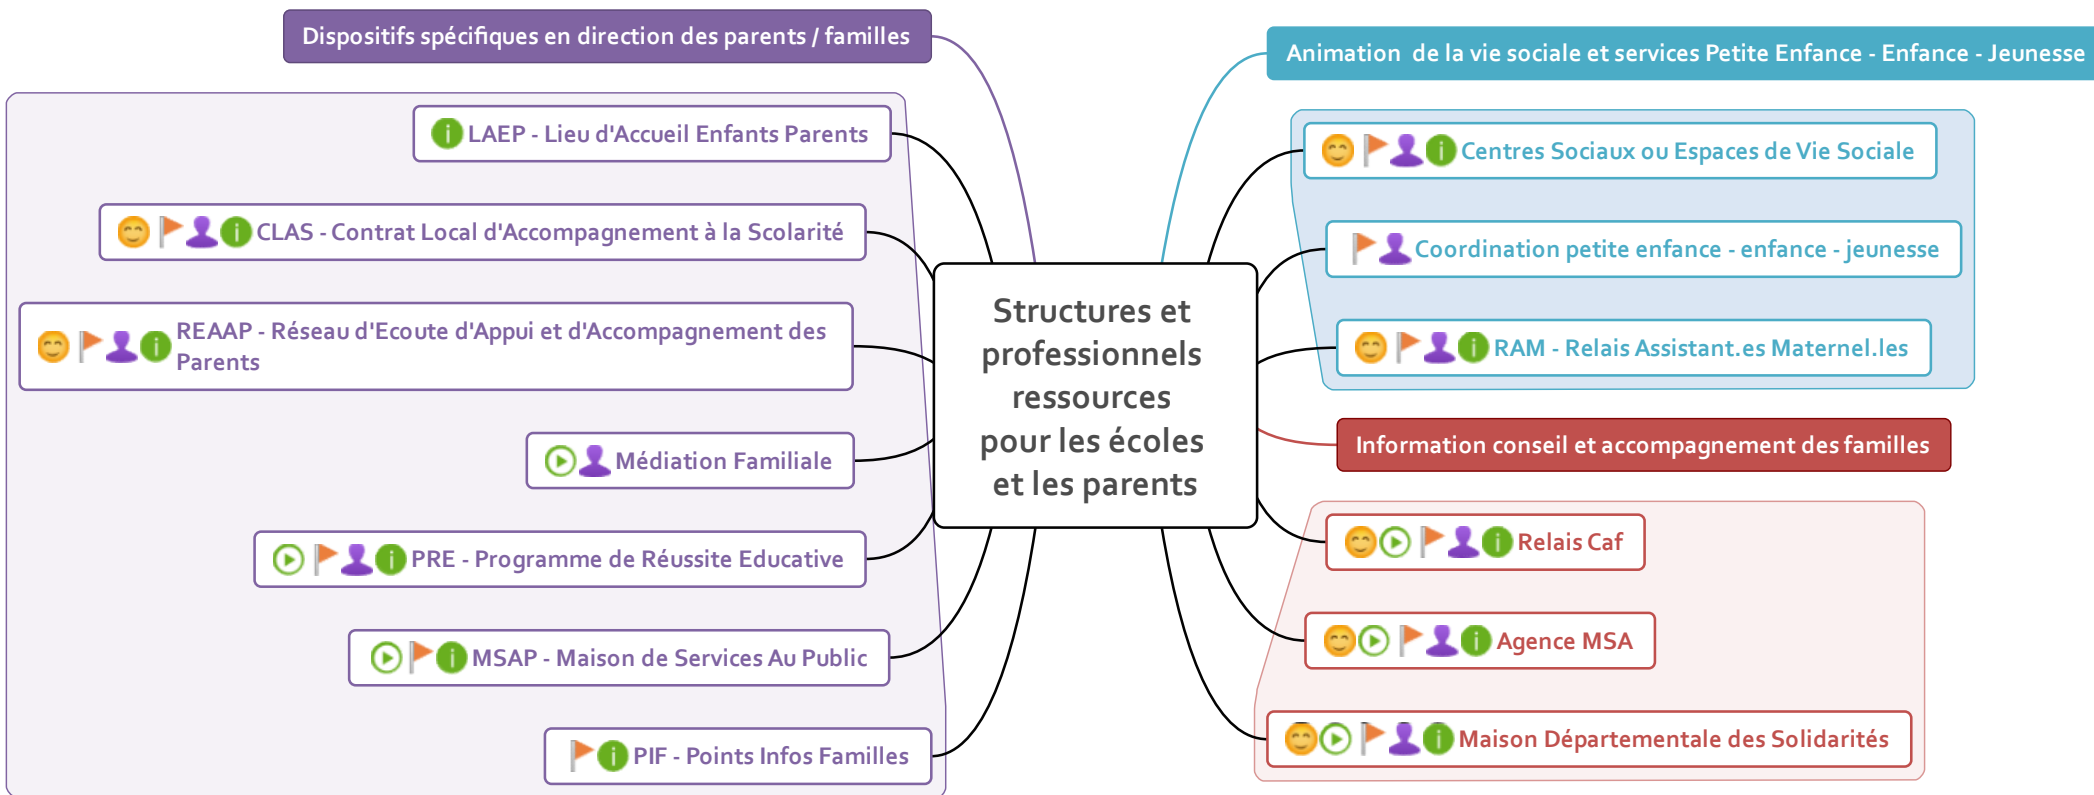 Dispositifs spécifiques en direction des parents / familles
LAEP - Lieu d'Accueil Enfants Parents
CLAS - Contrat Local d'Accompagnement à la Scolarité
REAAP - Réseau d'Ecoute d'Appui et d'Accompagnement des
Parents
Médiation Familiale
PRE - Programme de Réussite Educative
MSAP - Maison de Services Au Public
PIF - Points Infos Familles
Structures et
professionnels
ressources
pour les écoles
et les parents
Animation de la vie sociale et services Petite Enfance - Enfance - Jeunesse
Centres Sociaux ou Espaces de Vie Sociale
Coordination petite enfance - enfance - jeunesse
RAM - Relais Assistant.es Maternel.les
Information conseil et accompagnement des familles
Relais Caf
Agence MSA
Maison Départementale des Solidarités